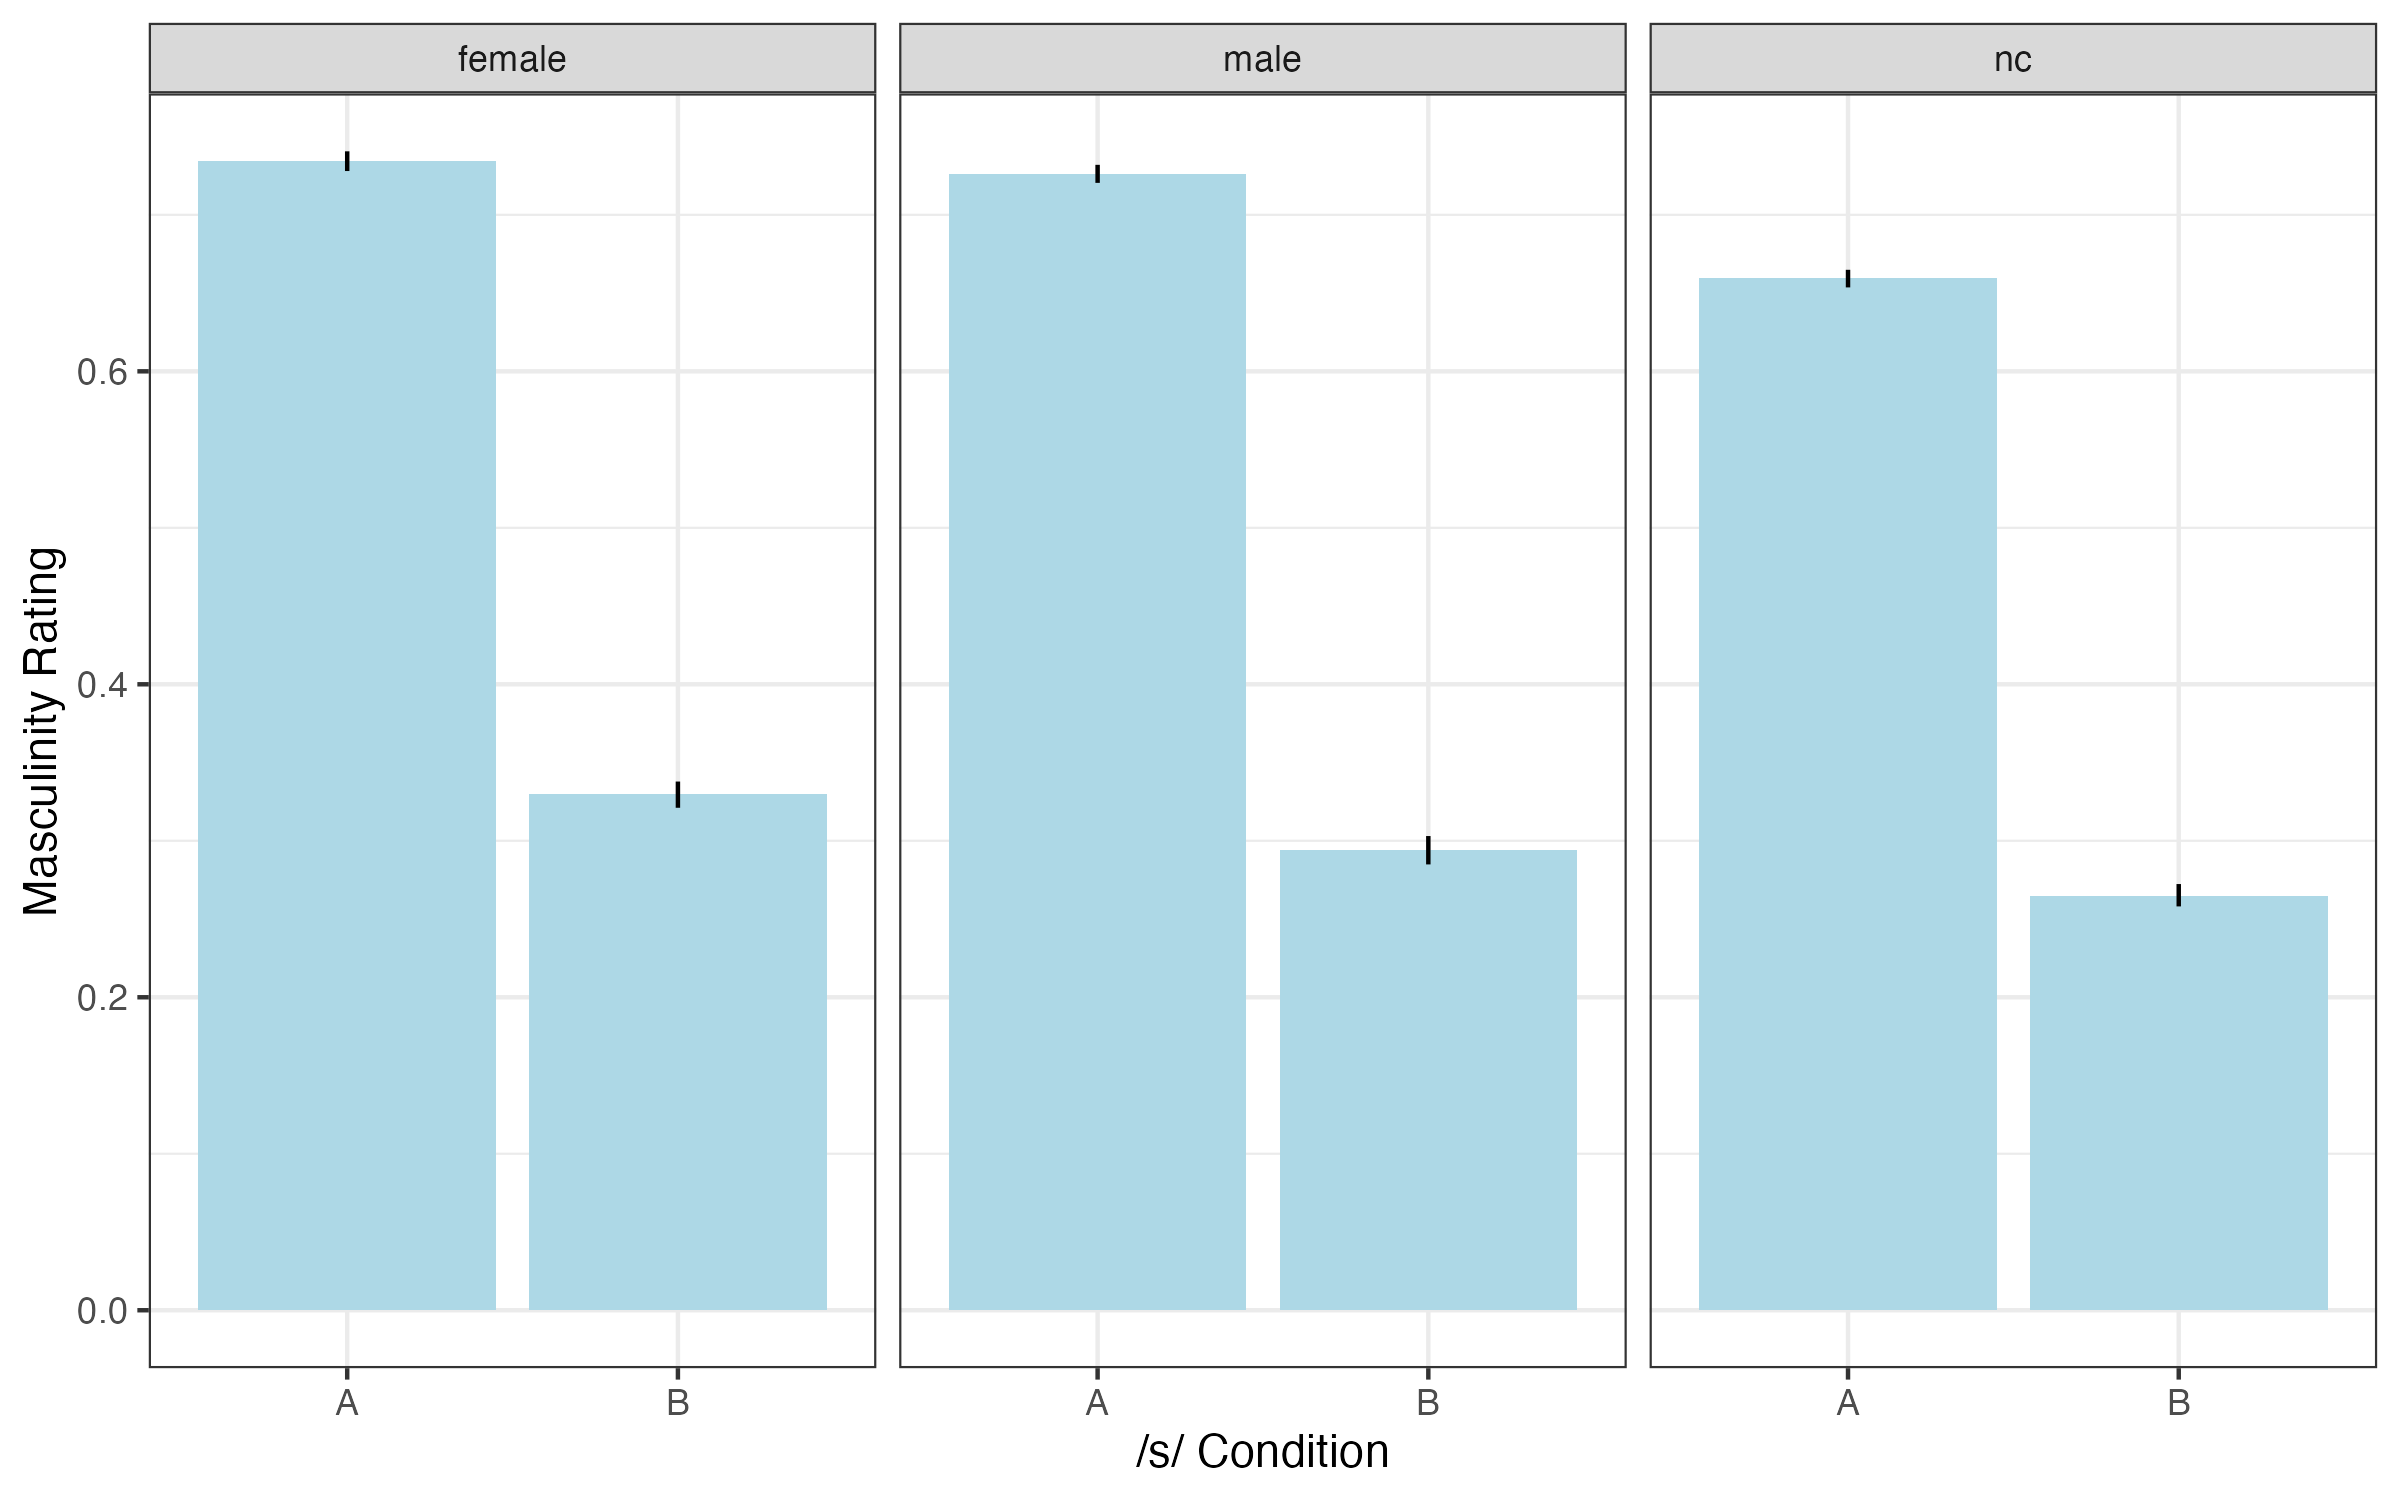 female
male
nc
Masculinity Rating
0.6
0.4
0.2
0.0
A
B
A
B
A
B
/s/ Condition